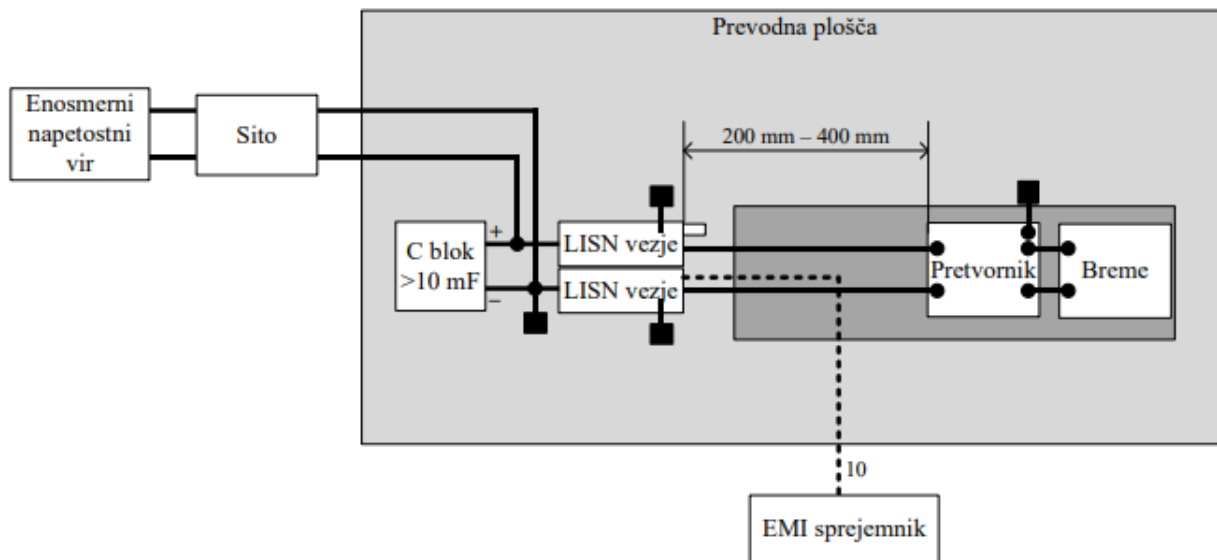 Prevodna plošča
Enosmerni
napetostni
vir
Sito
200 mm – 400 mm
C blok
>10 mF
+
–
LISN vezje
LISN vezje
Pretvornik
Breme
10
EMI sprejemnik